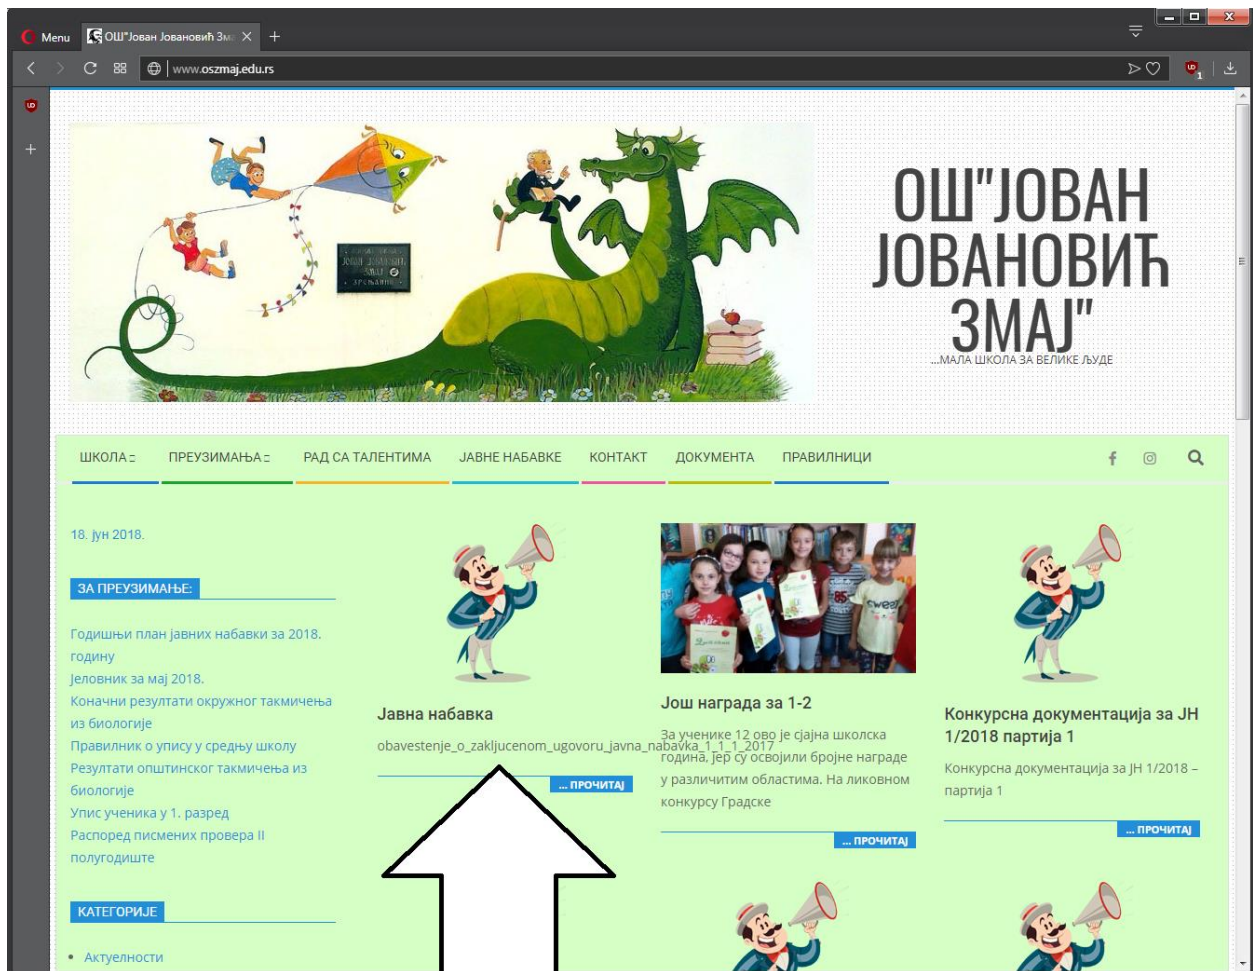 Menu
ОШ"Јован Јовановић Зма
www.oszmaj.edu.rs
1
ЈОВАН ЈОВАНОВИЋ
ЗМАЈ
ОШ"ЈОВАН
ЈОВАНОВИЋ
ЗМАЈ"
...МАЛА ШКОЛА ЗА ВЕЛИКЕ ЉУДЕ
ШКОЛА ПРЕУЗИМАЊА РАД СА ТАЛЕНТИМА ЈАВНЕ НАБАВКЕ КОНТАКТ ДОКУМЕНТА ПРАВИЛНИЦИ
18. јун 2018.
ЗА ПРЕУЗИМАЊЕ:
Годишњи план јавних набавки за 2018.
годину
Јеловник за мај 2018.
Коначни резултати окружног такмичења
из биологије
Правилник о упису у средњу школу
Резултати општинског такмичења из
биологије
Упис ученика у 1. разред
Распоред писмених провера II
полугодиште
КАТЕГОРИЈЕ
Актуелности
Јавна набавка
obavestenje_o_zakljucenom_ugovoru_javna_nabavka_1_1_1_2017
... ПРОЧИТАЈ
Још награда за 1-2
За ученике 12 ово је сјајна школска
година, јер су освојили бројне награде
у различитим областима. На ликовном
конкурсу Градске
... ПРОЧИТАЈ
Конкурсна документација за ЈН
1/2018 партија 1
Конкурсна документација за ЈН 1/2018 –
партија 1
... ПРОЧИТАЈ